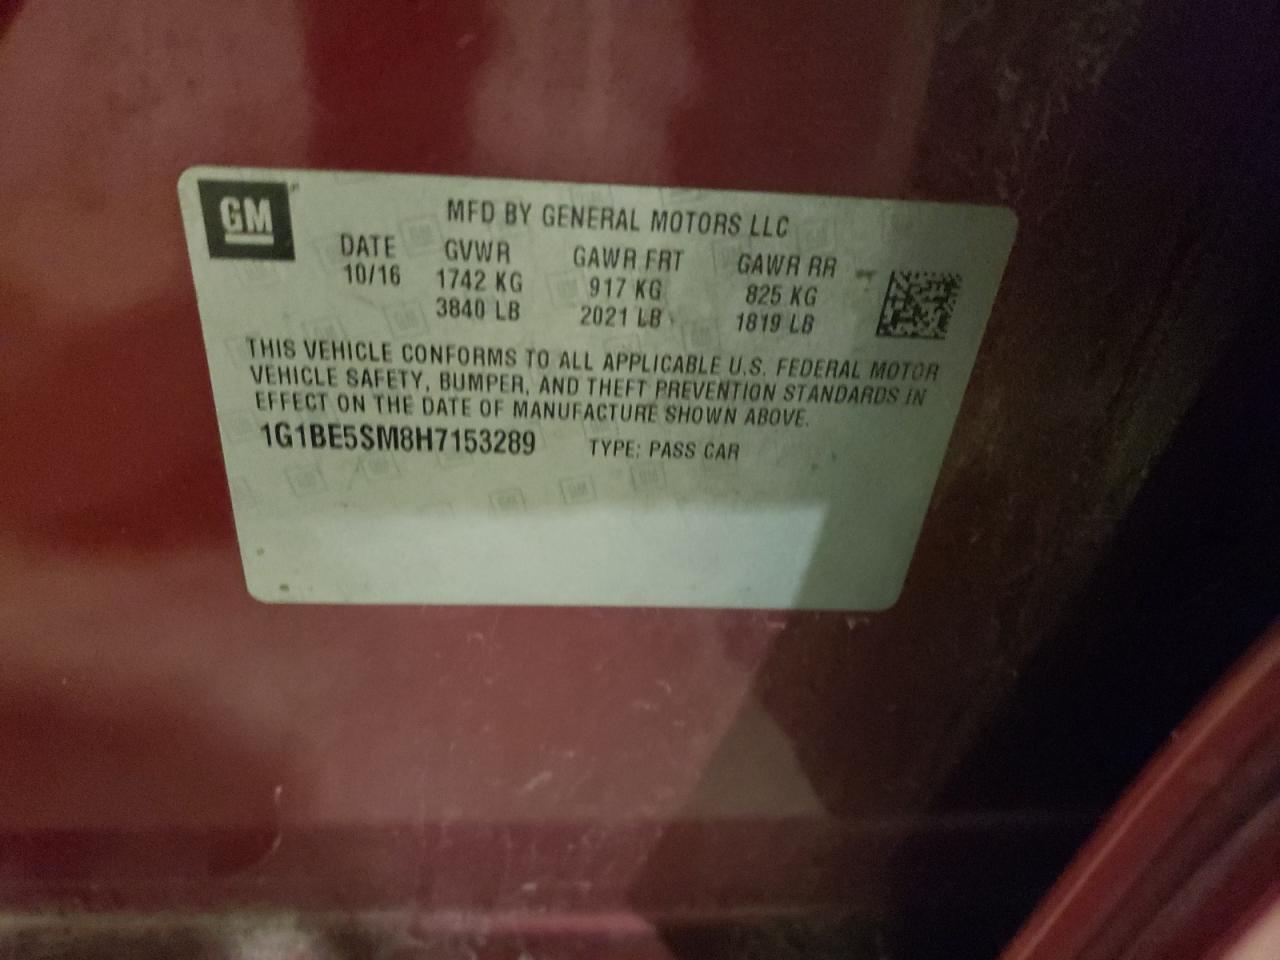 GM
MFD BY GENERAL MOTORS LLC
DATE GVWR GAWR FRT GAWR RR
10/16 1742 KG 917 KG 825 KG
3840 LB 2021 LB 1819 LB
THIS VEHICLE CONFORMS TO ALL APPLICABLE U.S. FEDERAL MOTOR
VEHICLE SAFETY, BUMPER, AND THEFT PREVENTION STANDARDS IN
EFFECT ON THE DATE OF MANUFACTURE SHOWN ABOVE.
1G1BE5SM8H7153289 TYPE: PASS CAR